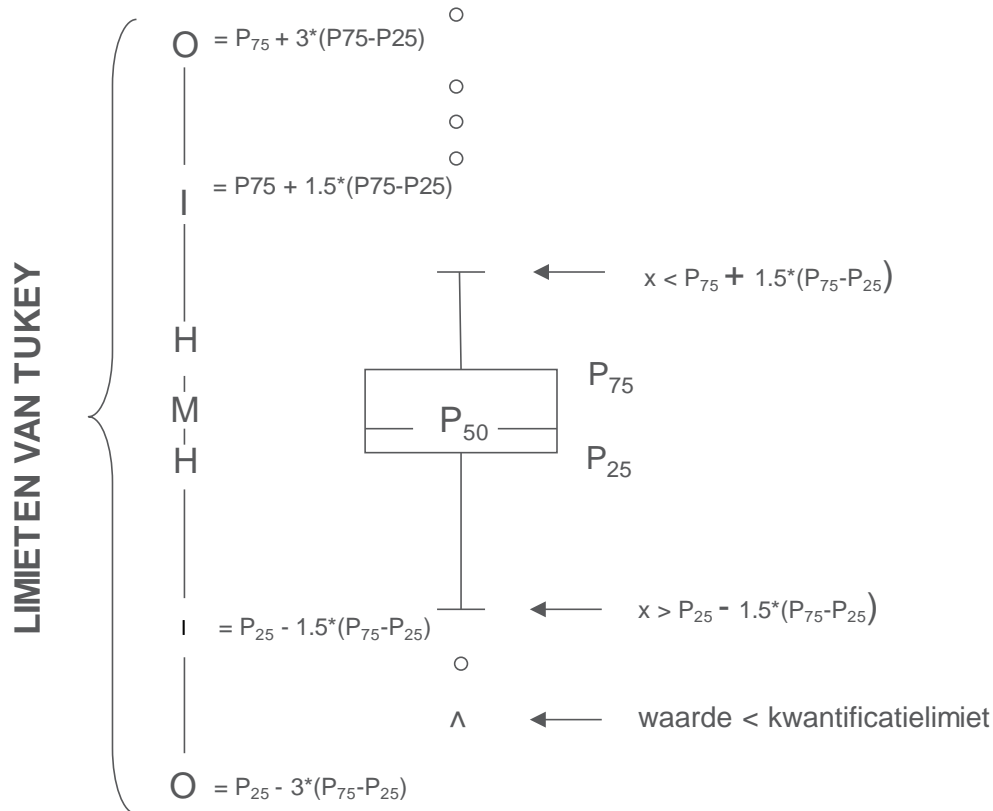 LIMIETEN VAN TUKEY
O = P75 + 3*(P75-P25)
I = P75 + 1.5*(P75-P25)
H
M
H
I = P25 - 1.5*(P75-P25)
O = P25 - 3*(P75-P25)
x < P75 + 1.5*(P75-P25)
P75
P50
P25
x > P25 - 1.5*(P75-P25)
^ waarde < kwantificatielimiet